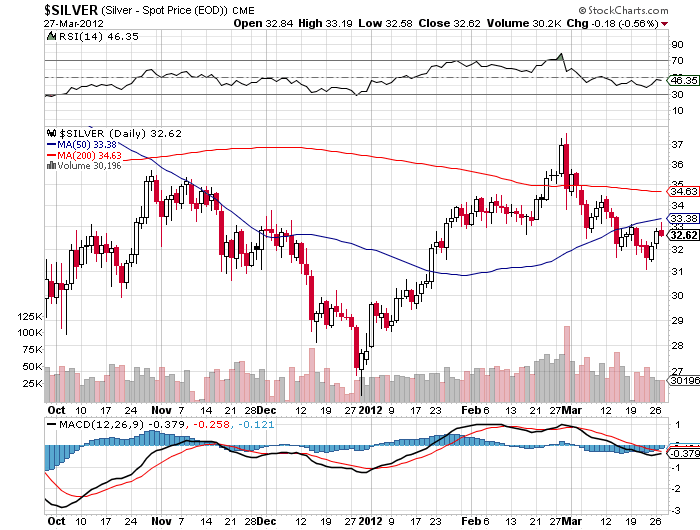 $SILVER (Silver - Spot Price (EOD)) CME © StockCharts.com
27-Mar-2012 Open 32.84 High 33.19 Low 32.58 Close 32.62 Volume 30.2K Chg -0.18 (-0.56%)
RSI(14) 46.35
90
70
50
46.35
30
10
$SILVER (Daily) 32.62
MA(50) 33.38
MA(200) 34.63
Volume 30,196
37
36
35
34.63
34
33.38
33
32.62
32
31
30
29
28
27
125K
100K
75K
50K
25K
30196
Oct 10 17 24 Nov 7 14 21 28 Dec 12 19 27 2012 9 17 23 Feb 6 13 21 27 Mar 12 19 26
MACD(12,26,9) -0.379, -0.258, -0.121
1
0
-0.379
-1
-2
Oct 10 17 24 Nov 7 14 21 28 Dec 12 19 27 2012 9 17 23 Feb 6 13 21 27 Mar 12 19 26